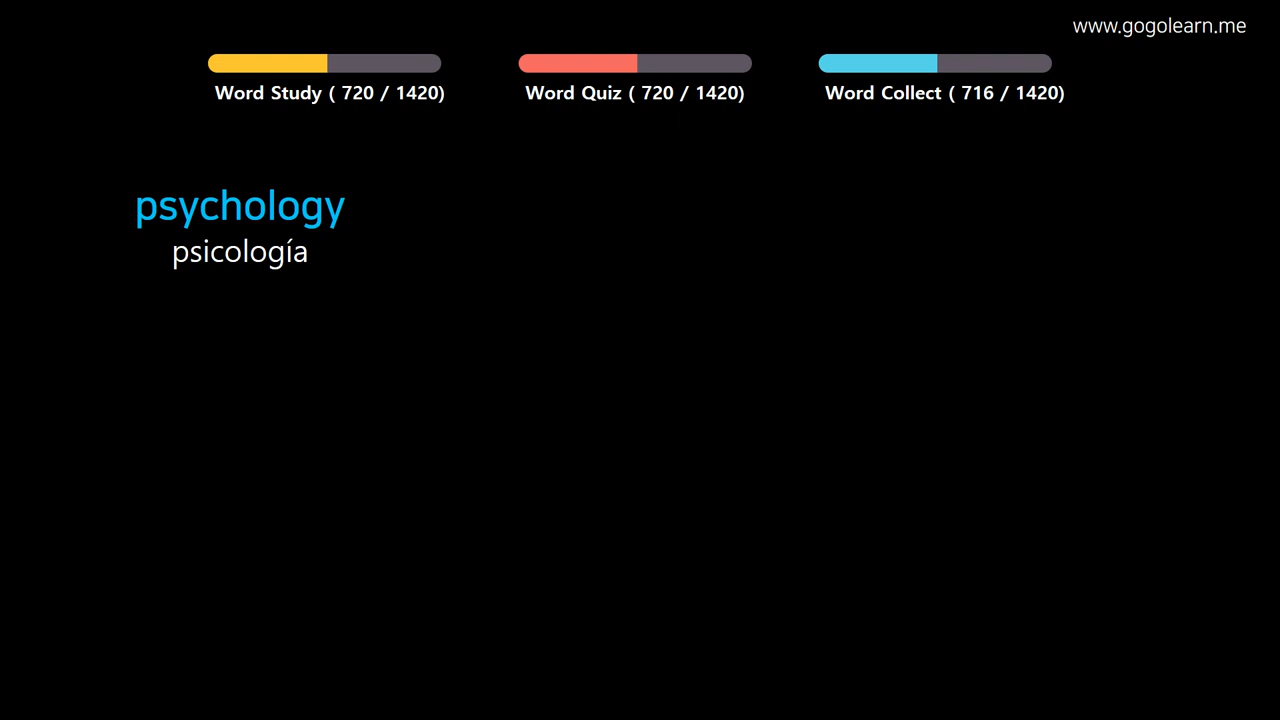 www.gogolearn.me
Word Study ( 720 / 1420)
Word Quiz ( 720 / 1420)
Word Collect ( 716 / 1420)
psychology
psicología